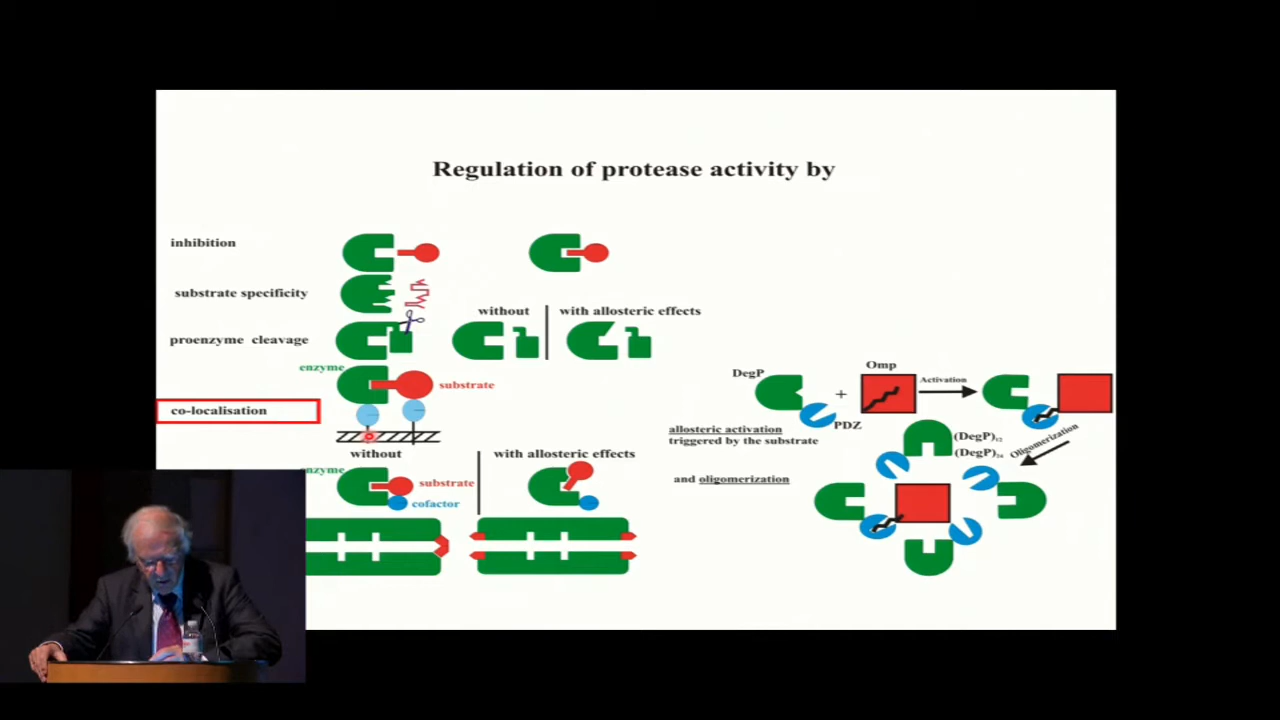 Regulation of protease activity by
inhibition
substrate specificity
without
with allosteric effects
proenzyme cleavage
enzyme
substrate
co-localisation
without
with allosteric effects
enzyme
substrate
cofactor
DegP
+
Omp
Activation
PDZ
allosteric activation
triggered by the substrate
(DegP)₁₂
(DegP)₂₄
Oligomerization
and oligomerization